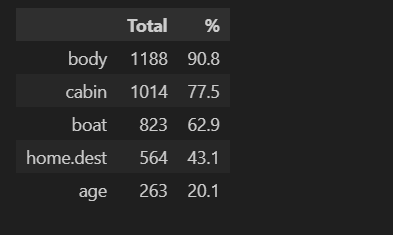 Total %
body 1188 90.8
cabin 1014 77.5
boat 823 62.9
home.dest 564 43.1
age 263 20.1